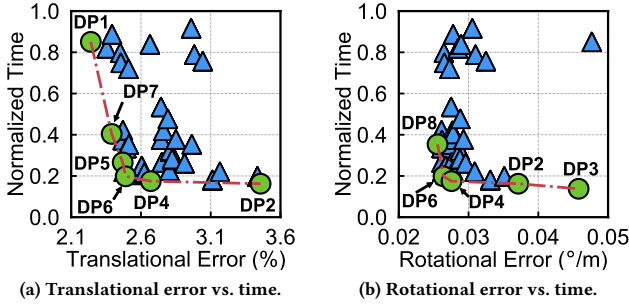 Normalized Time
1.0
0.8
0.6
0.4
0.2
0.0
DP1
DP7
DP5
DP6
DP4
DP2
2.1
2.6
3.1
3.6
Translational Error (%)
(a) Translational error vs. time.
Normalized Time
1.0
0.8
0.6
0.4
0.2
0.0
DP8
DP6
DP4
DP2
DP3
0.02
0.03
0.04
0.05
Rotational Error (°/m)
(b) Rotational error vs. time.